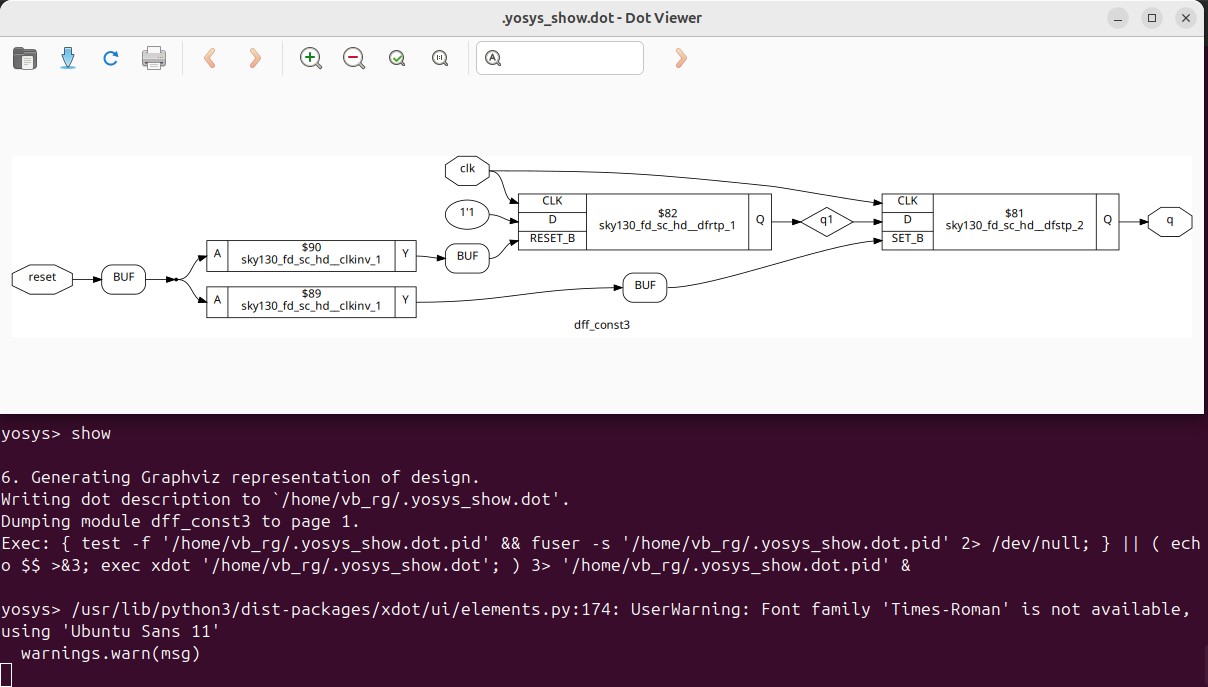 .yosys_show.dot - Dot Viewer
A
clk
CLK
D
RESET_B
$82
sky130_fd_sc_hd__dfrtp_1
Q
q1
CLK
D
SET_B
$81
sky130_fd_sc_hd__dfstp_2
Q
q
1'1
reset
BUF
A
$90
sky130_fd_sc_hd__clkinv_1
Y
BUF
A
$89
sky130_fd_sc_hd__clkinv_1
Y
BUF
dff_const3
yosys> show
6. Generating Graphviz representation of design.
Writing dot description to `/home/vb_rg/.yosys_show.dot'.
Dumping module dff_const3 to page 1.
Exec: { test -f '/home/vb_rg/.yosys_show.dot.pid' && fuser -s '/home/vb_rg/.yosys_show.dot.pid' 2> /dev/null; } || ( ech
o $$ >&3; exec xdot '/home/vb_rg/.yosys_show.dot'; ) 3> '/home/vb_rg/.yosys_show.dot.pid' &
yosys> /usr/lib/python3/dist-packages/xdot/ui/elements.py:174: UserWarning: Font family 'Times-Roman' is not available,
using 'Ubuntu Sans 11'
  warnings.warn(msg)